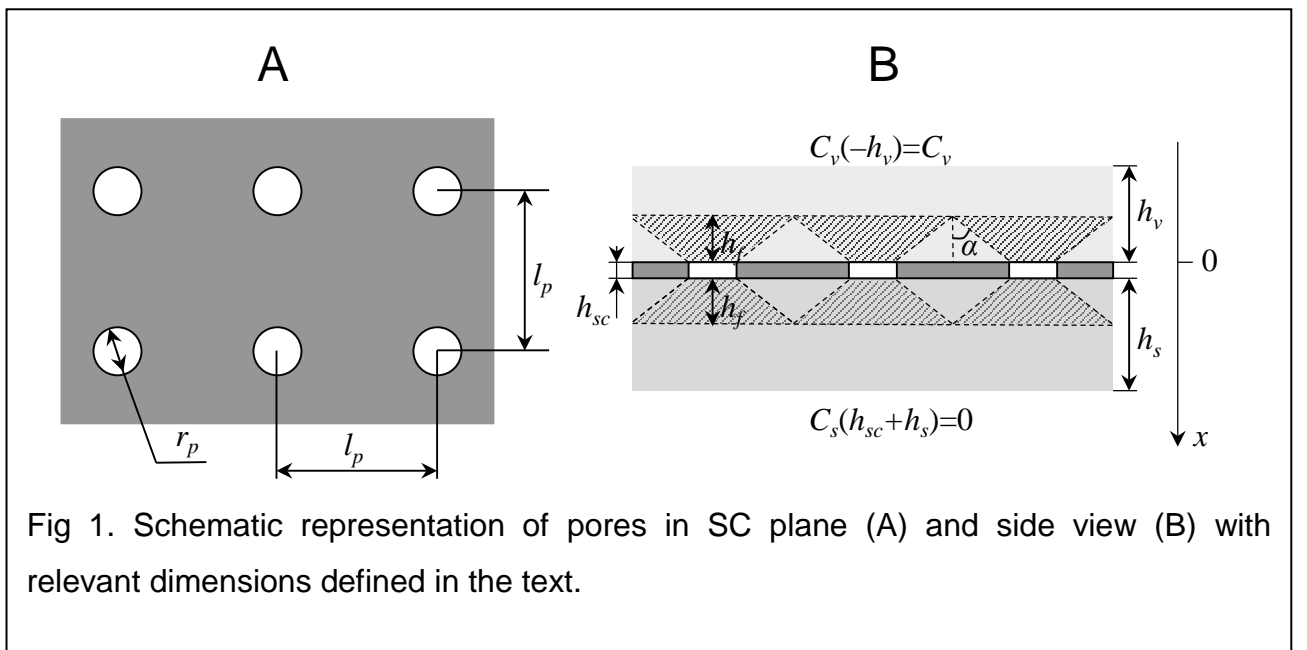 A
B
C_v(–h_v)=C_v
h_v
h_f
α
0
l_p
h_sc
h_f
h_s
C_s(h_sc+h_s)=0
r_p
l_p
x
Fig 1. Schematic representation of pores in SC plane (A) and side view (B) with
relevant dimensions defined in the text.